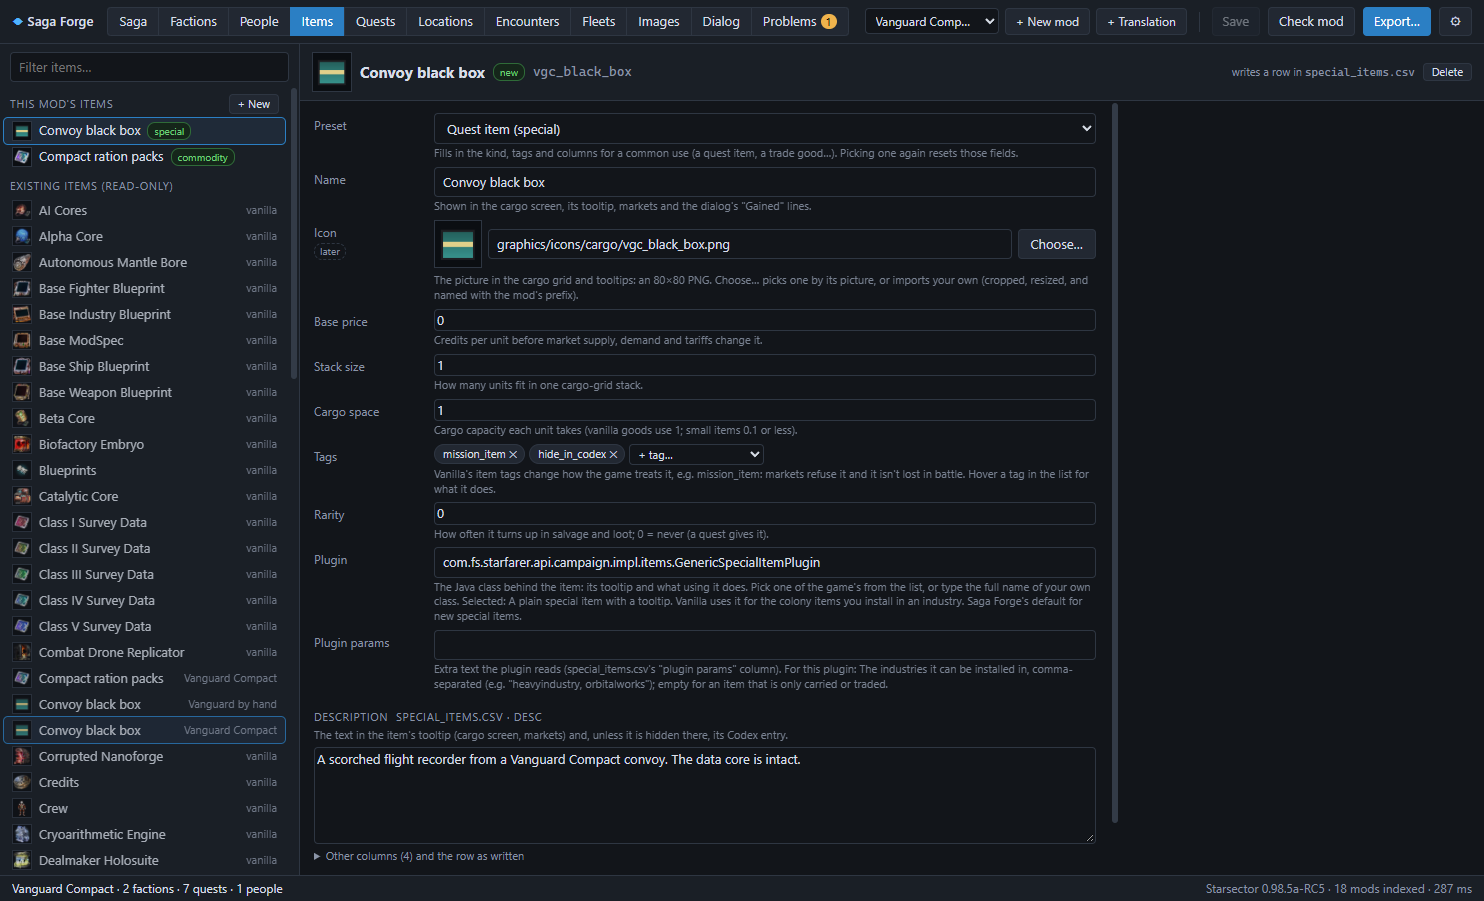 Saga Forge
Saga
Factions
People
Items
Quests
Locations
Encounters
Fleets
Images
Dialog
Problems 1
Vanguard Comp...
+ New mod
+ Translation
Save
Check mod
Export...
Filter items...
THIS MOD'S ITEMS
+ New
Convoy black box special
Compact ration packs commodity
EXISTING ITEMS (READ-ONLY)
AI Cores vanilla
Alpha Core vanilla
Autonomous Mantle Bore vanilla
Base Fighter Blueprint vanilla
Base Industry Blueprint vanilla
Base ModSpec vanilla
Base Ship Blueprint vanilla
Base Weapon Blueprint vanilla
Beta Core vanilla
Biofactory Embryo vanilla
Blueprints vanilla
Catalytic Core vanilla
Class I Survey Data vanilla
Class II Survey Data vanilla
Class III Survey Data vanilla
Class IV Survey Data vanilla
Class V Survey Data vanilla
Combat Drone Replicator vanilla
Compact ration packs Vanguard Compact
Convoy black box Vanguard by hand
Convoy black box Vanguard Compact
Corrupted Nanoforge vanilla
Credits vanilla
Crew vanilla
Cryoarithmetic Engine vanilla
Dealmaker Holosuite vanilla
Convoy black box new vgc_black_box
writes a row in special_items.csv
Delete
Preset
Quest item (special)
Fills in the kind, tags and columns for a common use (a quest item, a trade good...). Picking one again resets those fields.
Name
Convoy black box
Shown in the cargo screen, its tooltip, markets and the dialog's "Gained" lines.
Icon
later
graphics/icons/cargo/vgc_black_box.png
Choose...
The picture in the cargo grid and tooltips: an 80×80 PNG. Choose... picks one by its picture, or imports your own (cropped, resized, and
named with the mod's prefix).
Base price
0
Credits per unit before market supply, demand and tariffs change it.
Stack size
1
How many units fit in one cargo-grid stack.
Cargo space
1
Cargo capacity each unit takes (vanilla goods use 1; small items 0.1 or less).
Tags
mission_item ×
hide_in_codex ×
+ tag...
Vanilla's item tags change how the game treats it, e.g. mission_item: markets refuse it and it isn't lost in battle. Hover a tag in the list for
what it does.
Rarity
0
How often it turns up in salvage and loot; 0 = never (a quest gives it).
Plugin
com.fs.starfarer.api.campaign.impl.items.GenericSpecialItemPlugin
The Java class behind the item: its tooltip and what using it does. Pick one of the game's from the list, or type the full name of your own
class. Selected: A plain special item with a tooltip. Vanilla uses it for the colony items you install in an industry. Saga Forge's default for
new special items.
Plugin params
Extra text the plugin reads (special_items.csv's "plugin params" column). For this plugin: The industries it can be installed in, comma-
separated (e.g. "heavyindustry, orbitalworks"); empty for an item that is only carried or traded.
DESCRIPTION SPECIAL_ITEMS.CSV · DESC
The text in the item's tooltip (cargo screen, markets) and, unless it is hidden there, its Codex entry.
A scorched flight recorder from a Vanguard Compact convoy. The data core is intact.
Other columns (4) and the row as written
Vanguard Compact · 2 factions · 7 quests · 1 people
Starsector 0.98.5a-RC5 · 18 mods indexed · 287 ms